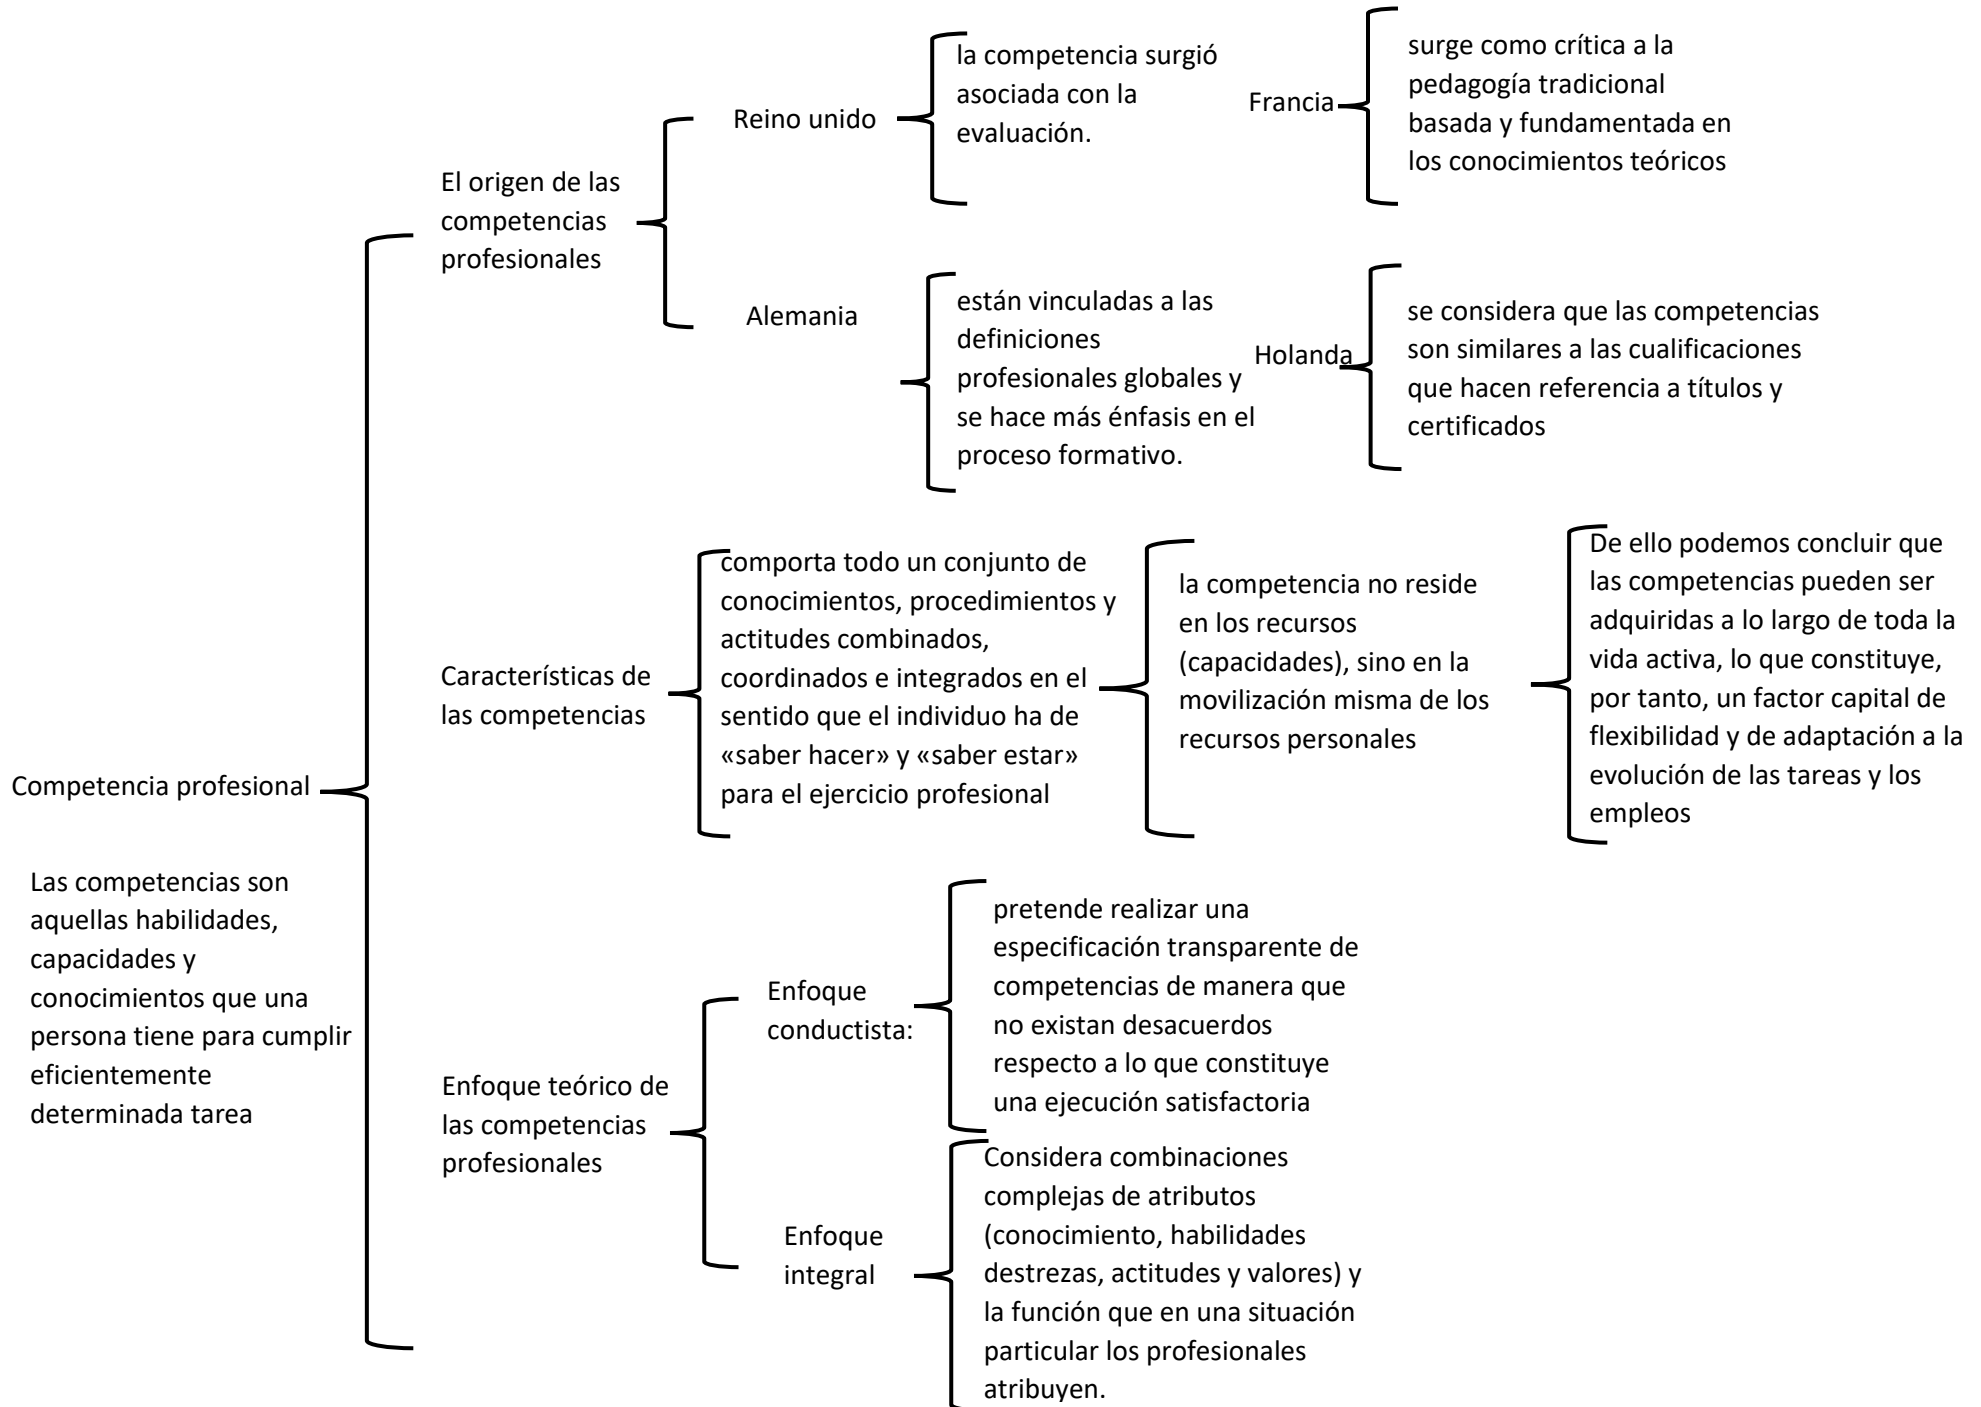 Competencia profesional
Las competencias son
aquellas habilidades,
capacidades y
conocimientos que una
persona tiene para cumplir
eficientemente
determinada tarea
El origen de las
competencias
profesionales
Reino unido
la competencia surgió
asociada con la
evaluación.
Francia
surge como crítica a la
pedagogía tradicional
basada y fundamentada en
los conocimientos teóricos
Alemania
están vinculadas a las
definiciones
profesionales globales y
se hace más énfasis en el
proceso formativo.
Holanda
se considera que las competencias
son similares a las cualificaciones
que hacen referencia a títulos y
certificados
Características de
las competencias
comporta todo un conjunto de
conocimientos, procedimientos y
actitudes combinados,
coordinados e integrados en el
sentido que el individuo ha de
«saber hacer» y «saber estar»
para el ejercicio profesional
la competencia no reside
en los recursos
(capacidades), sino en la
movilización misma de los
recursos personales
De ello podemos concluir que
las competencias pueden ser
adquiridas a lo largo de toda la
vida activa, lo que constituye,
por tanto, un factor capital de
flexibilidad y de adaptación a la
evolución de las tareas y los
empleos
Enfoque teórico de
las competencias
profesionales
Enfoque
conductista:
pretende realizar una
especificación transparente de
competencias de manera que
no existan desacuerdos
respecto a lo que constituye
una ejecución satisfactoria
Enfoque
integral
Considera combinaciones
complejas de atributos
(conocimiento, habilidades
destrezas, actitudes y valores) y
la función que en una situación
particular los profesionales
atribuyen.